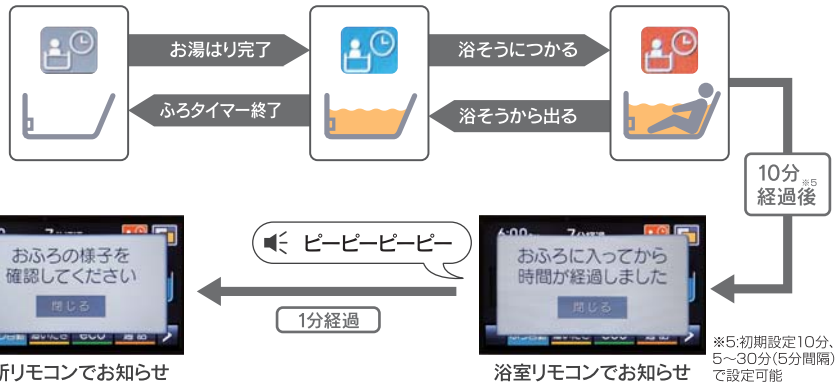 お湯はり完了
ふろタイマー終了
浴そうにつかる
浴そうから出る
10分※5
経過後
おふろに入ってから
時間が経過しました
閉じる
浴室リモコンでお知らせ
※5:初期設定10分、
5〜30分(5分間隔)
で設定可能
ピーピーピーピー
1分経過
おふろの様子を
確認してください
閉じる
所リモコンでお知らせ